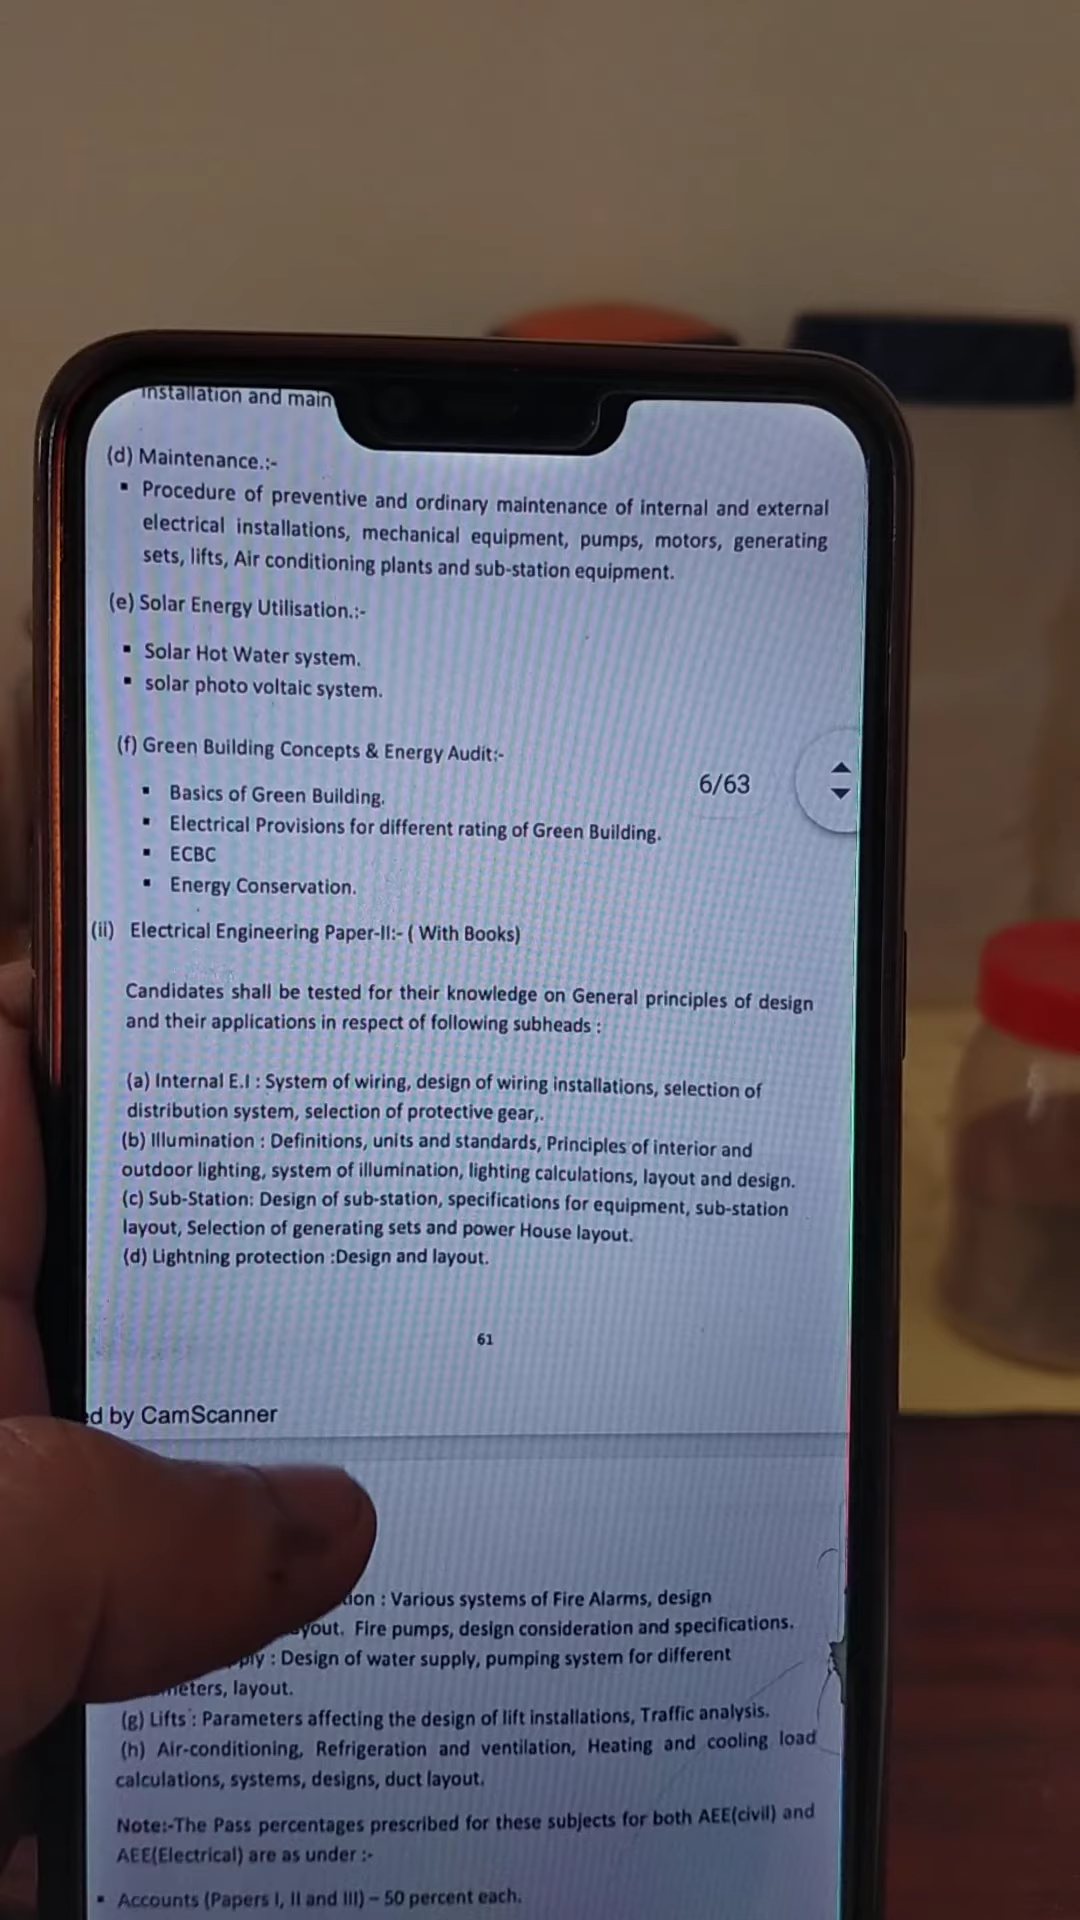 installation and main
(d) Maintenance.:-
▪ Procedure of preventive and ordinary maintenance of internal and external
electrical installations, mechanical equipment, pumps, motors, generating
sets, lifts, Air conditioning plants and sub-station equipment.
(e) Solar Energy Utilisation.:-
▪ Solar Hot Water system.
▪ solar photo voltaic system.
(f) Green Building Concepts & Energy Audit:-
6/63
▪ Basics of Green Building.
▪ Electrical Provisions for different rating of Green Building.
▪ ECBC
▪ Energy Conservation.
(ii) Electrical Engineering Paper-II:- ( With Books)
Candidates shall be tested for their knowledge on General principles of design
and their applications in respect of following subheads :
(a) Internal E.I : System of wiring, design of wiring installations, selection of
distribution system, selection of protective gear,.
(b) Illumination : Definitions, units and standards, Principles of interior and
outdoor lighting, system of illumination, lighting calculations, layout and design.
(c) Sub-Station: Design of sub-station, specifications for equipment, sub-station
layout, Selection of generating sets and power House layout.
(d) Lightning protection :Design and layout.
61
ed by CamScanner
ion : Various systems of Fire Alarms, design
yout. Fire pumps, design consideration and specifications.
ply : Design of water supply, pumping system for different
meters, layout.
(g) Lifts : Parameters affecting the design of lift installations, Traffic analysis.
(h) Air-conditioning, Refrigeration and ventilation, Heating and cooling load
calculations, systems, designs, duct layout.
Note:-The Pass percentages prescribed for these subjects for both AEE(civil) and
AEE(Electrical) are as under :-
▪ Accounts (Papers I, II and III) – 50 percent each.